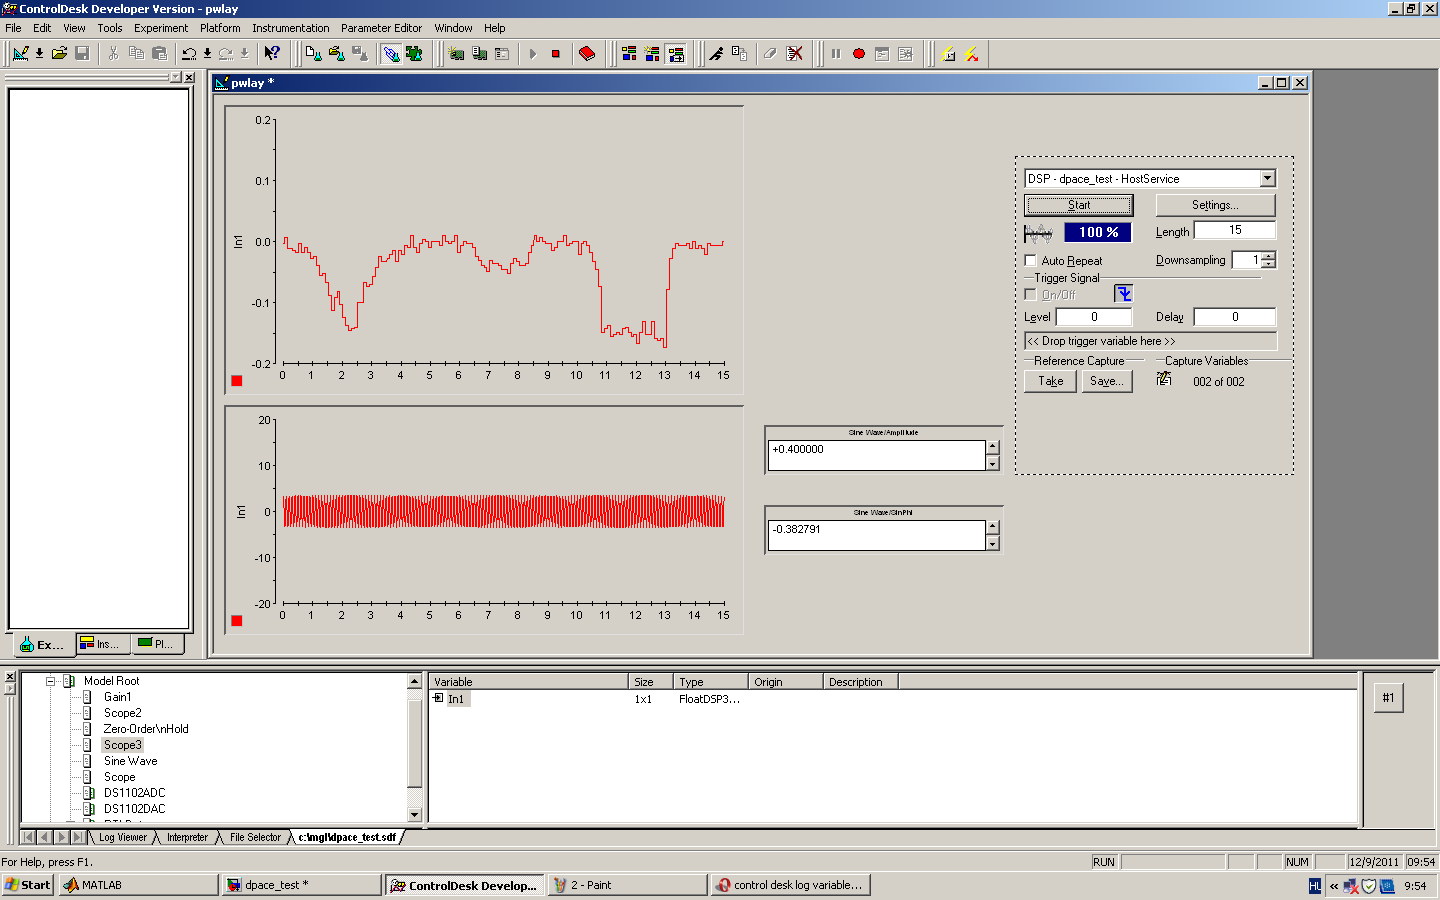 ControlDesk Developer Version - pwlay
File Edit View Tools Experiment Platform Instrumentation Parameter Editor Window Help
pwlay *
0.2
0.1
0.0
-0.1
-0.2
In1
0 1 2 3 4 5 6 7 8 9 10 11 12 13 14 15
20
10
0
-10
-20
In1
0 1 2 3 4 5 6 7 8 9 10 11 12 13 14 15
Sine Wave/Amplitude
+0.400000
Sine Wave/SinPhi
-0.382791
DSP - dpace_test - HostService
Start Settings...
100 % Length 15
Auto Repeat Downsampling 1
Trigger Signal
On/Off
Level 0 Delay 0
<< Drop trigger variable here >>
Reference Capture Capture Variables
Take Save... 002 of 002
Ex... Ins... Pl...
Model Root
Gain1
Scope2
Zero-Order\nHold
Scope3
Sine Wave
Scope
DS1102ADC
DS1102DAC
Variable Size Type Origin Description
In1 1x1 FloatDSP3...
#1
Log Viewer Interpreter File Selector c:\mgl\dpace_test.sdf
For Help, press F1.
RUN NUM 12/9/2011 09:54
Start MATLAB dpace_test * ControlDesk Develop... 2 - Paint control desk log variable... HL « 9:54